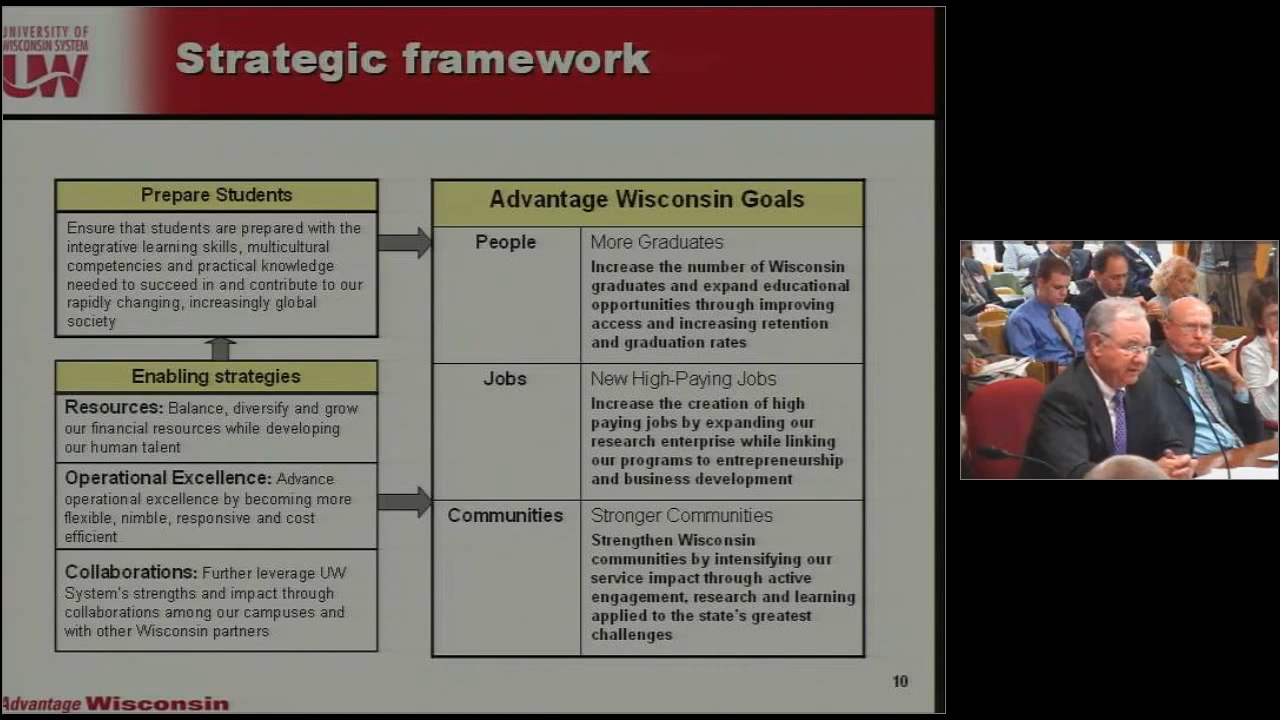 UNIVERSITY OF
WISCONSIN SYSTEM
UW
Strategic framework
Prepare Students
Ensure that students are prepared with the
integrative learning skills, multicultural
competencies and practical knowledge
needed to succeed in and contribute to our
rapidly changing, increasingly global
society
Enabling strategies
Resources: Balance, diversify and grow
our financial resources while developing
our human talent
Operational Excellence: Advance
operational excellence by becoming more
flexible, nimble, responsive and cost
efficient
Collaborations: Further leverage UW
System's strengths and impact through
collaborations among our campuses and
with other Wisconsin partners
Advantage Wisconsin Goals
People
More Graduates
Increase the number of Wisconsin
graduates and expand educational
opportunities through improving
access and increasing retention
and graduation rates
Jobs
New High-Paying Jobs
Increase the creation of high
paying jobs by expanding our
research enterprise while linking
our programs to entrepreneurship
and business development
Communities
Stronger Communities
Strengthen Wisconsin
communities by intensifying our
service impact through active
engagement, research and learning
applied to the state's greatest
challenges
10
Advantage Wisconsin